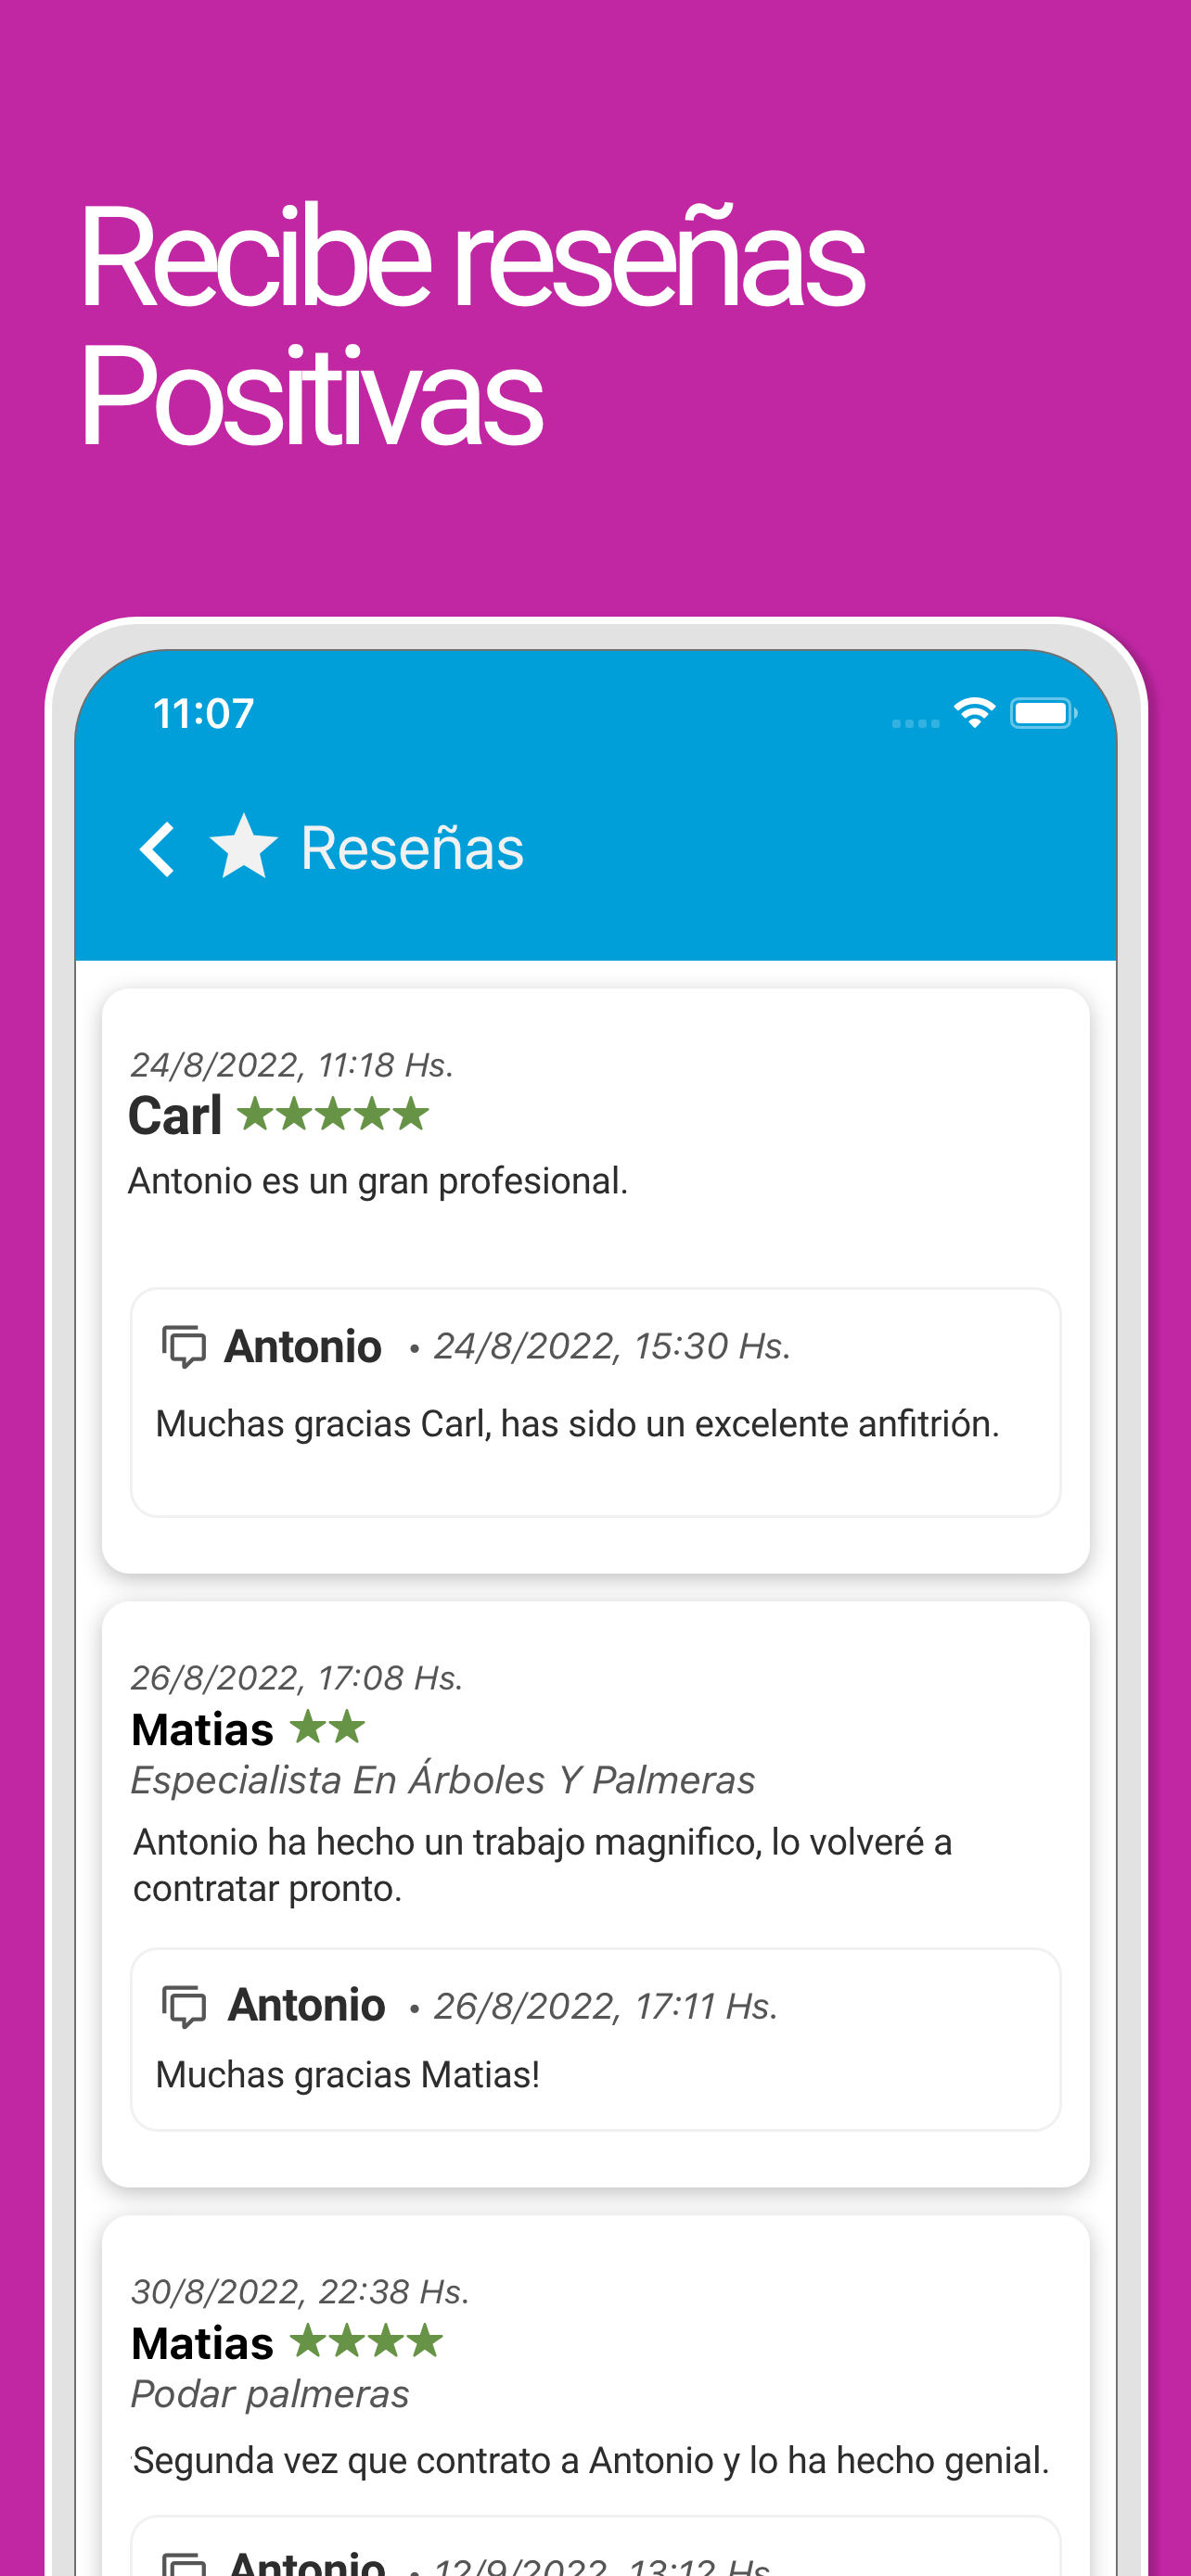 Recibe reseñas
Positivas
11:07
Reseñas
24/8/2022, 11:18 Hs.
Carl ★★★★★
Antonio es un gran profesional.
Antonio • 24/8/2022, 15:30 Hs.
Muchas gracias Carl, has sido un excelente anfitrión.
26/8/2022, 17:08 Hs.
Matias ★★
Especialista En Árboles Y Palmeras
Antonio ha hecho un trabajo magnifico, lo volveré a
contratar pronto.
Antonio • 26/8/2022, 17:11 Hs.
Muchas gracias Matias!
30/8/2022, 22:38 Hs.
Matias ★★★★
Podar palmeras
Segunda vez que contrato a Antonio y lo ha hecho genial.
Antonio • 12/9/2022, 13:12 Hs.